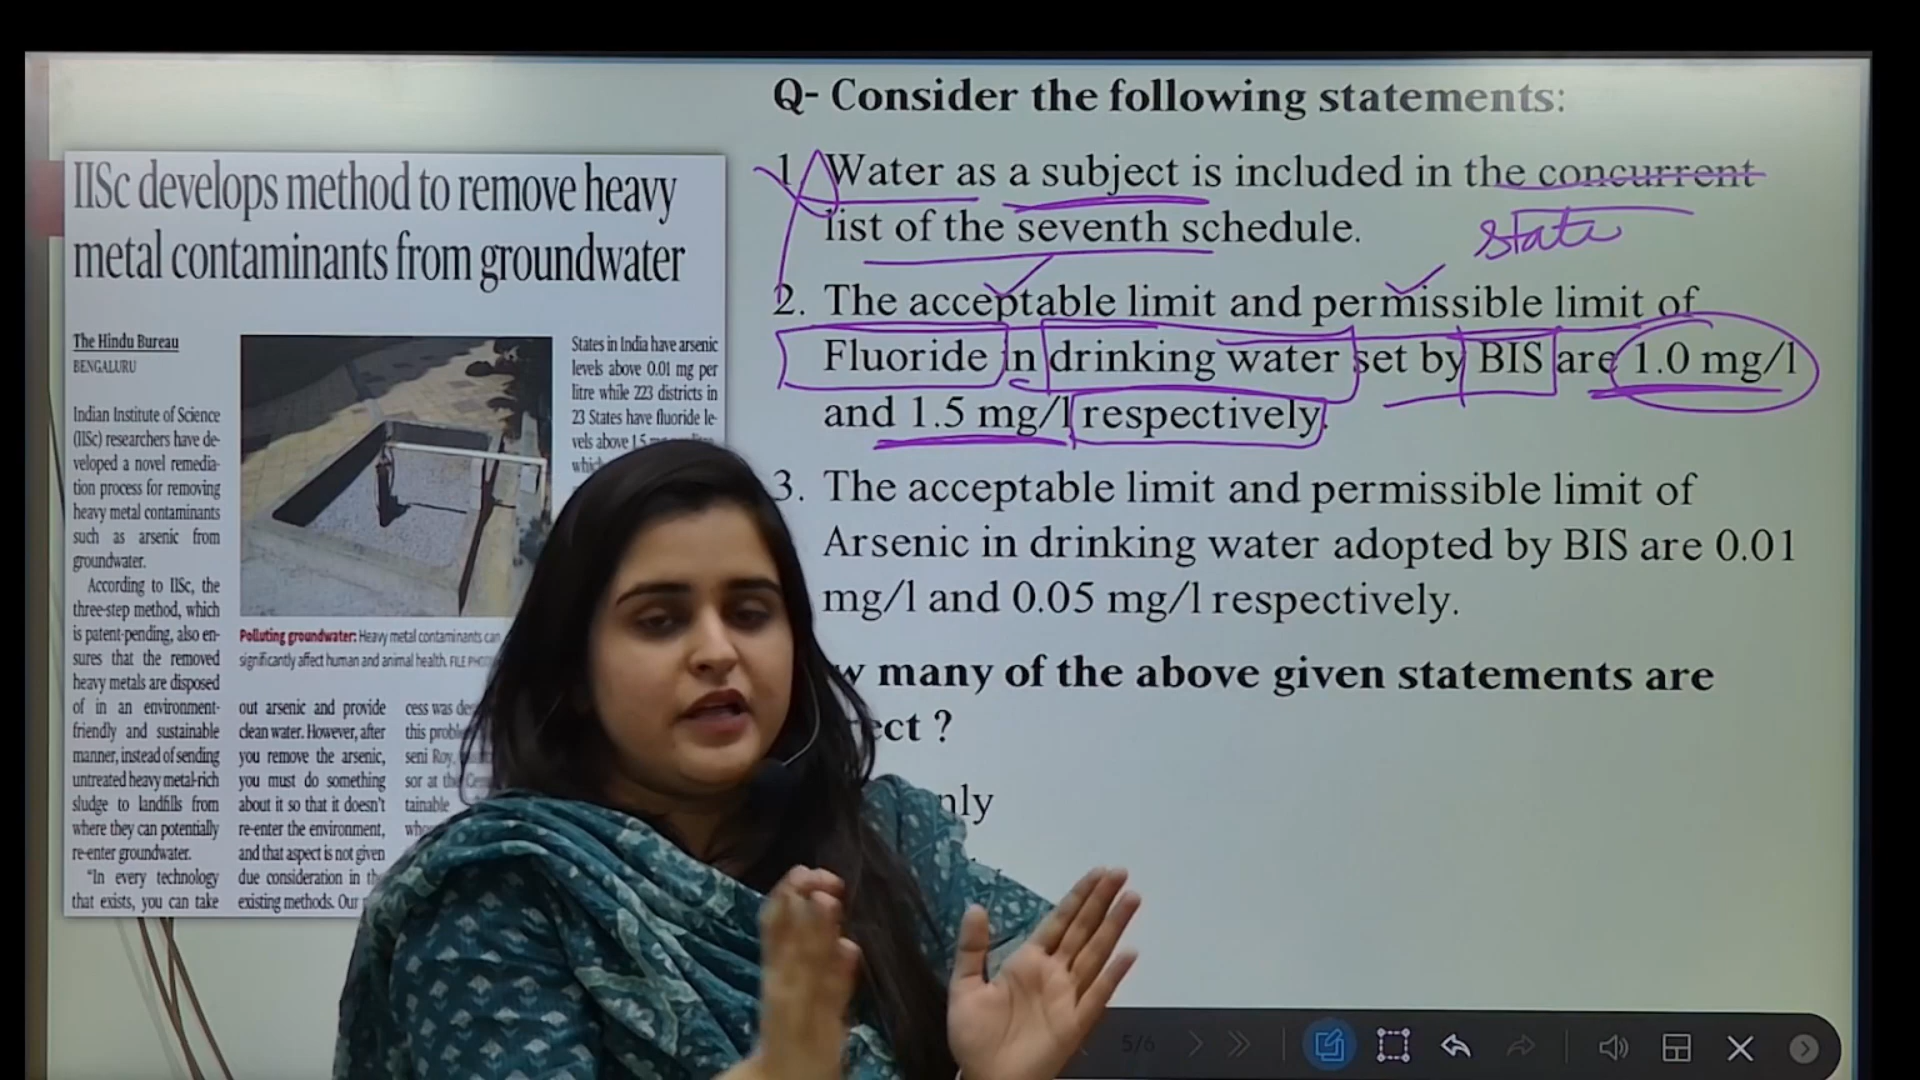 IISc develops method to remove heavy
metal contaminants from groundwater
The Hindu Bureau
BENGALURU
Indian Institute of Science
(IISc) researchers have de-
veloped a novel remedia-
tion process for removing
heavy metal contaminants
such as arsenic from
groundwater.
According to IISc, the
three-step method, which
is patent-pending, also en-
sures that the removed
heavy metals are disposed
of in an environment-
friendly and sustainable
manner, instead of sending
untreated heavy metal-rich
sludge to landfills from
where they can potentially
re-enter groundwater.
"In every technology
that exists, you can take
Polluting groundwater: Heavy metal contaminants can
significantly affect human and animal health. FILE
out arsenic and provide
clean water. However, after
you remove the arsenic,
you must do something
about it so that it doesn't
re-enter the environment,
and that aspect is not given
due consideration in
existing methods. Our
States in India have arsenic
levels above 0.01 mg per
litre while 223 districts in
23 States have fluoride le-
vels above 1.5
cess was
this
seni Roy,
sor at the
tainable
Q- Consider the following statements:
1. Water as a subject is included in the concurrent
list of the seventh schedule.
state
2. The acceptable limit and permissible limit of
Fluoride in drinking water set by BIS are 1.0 mg/l
and 1.5 mg/l respectively.
3. The acceptable limit and permissible limit of
Arsenic in drinking water adopted by BIS are 0.01
mg/l and 0.05 mg/l respectively.
many of the above given statements are
?
5/6